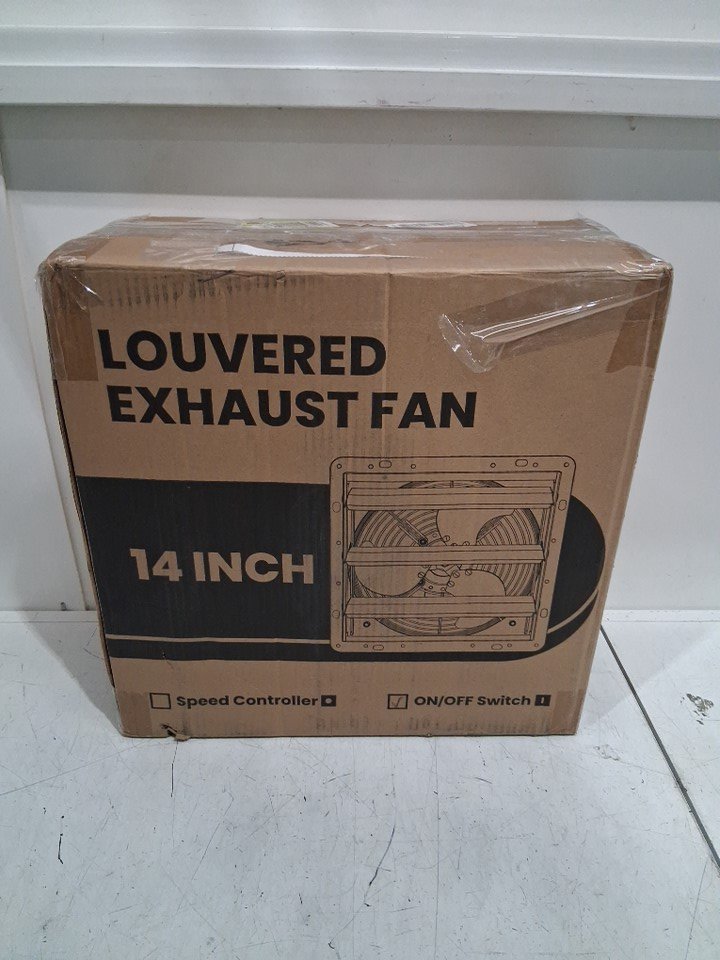 LOUVERED
EXHAUST FAN
14 INCH
Speed Controller
ON/OFF Switch